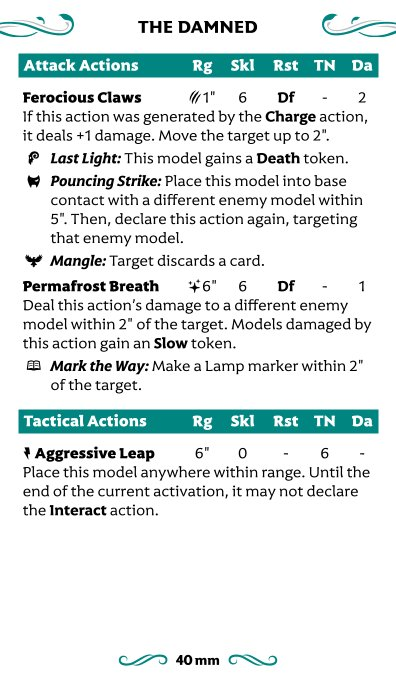 THE DAMNED
Attack Actions Rg Skl Rst TN Da
Ferocious Claws 1" 6 Df - 2
If this action was generated by the Charge action,
it deals +1 damage. Move the target up to 2".
Last Light: This model gains a Death token.
Pouncing Strike: Place this model into base
contact with a different enemy model within
5". Then, declare this action again, targeting
that enemy model.
Mangle: Target discards a card.
Permafrost Breath 6" 6 Df - 1
Deal this action's damage to a different enemy
model within 2" of the target. Models damaged by
this action gain an Slow token.
Mark the Way: Make a Lamp marker within 2"
of the target.
Tactical Actions Rg Skl Rst TN Da
Aggressive Leap 6" 0 - 6 -
Place this model anywhere within range. Until the
end of the current activation, it may not declare
the Interact action.
40 mm